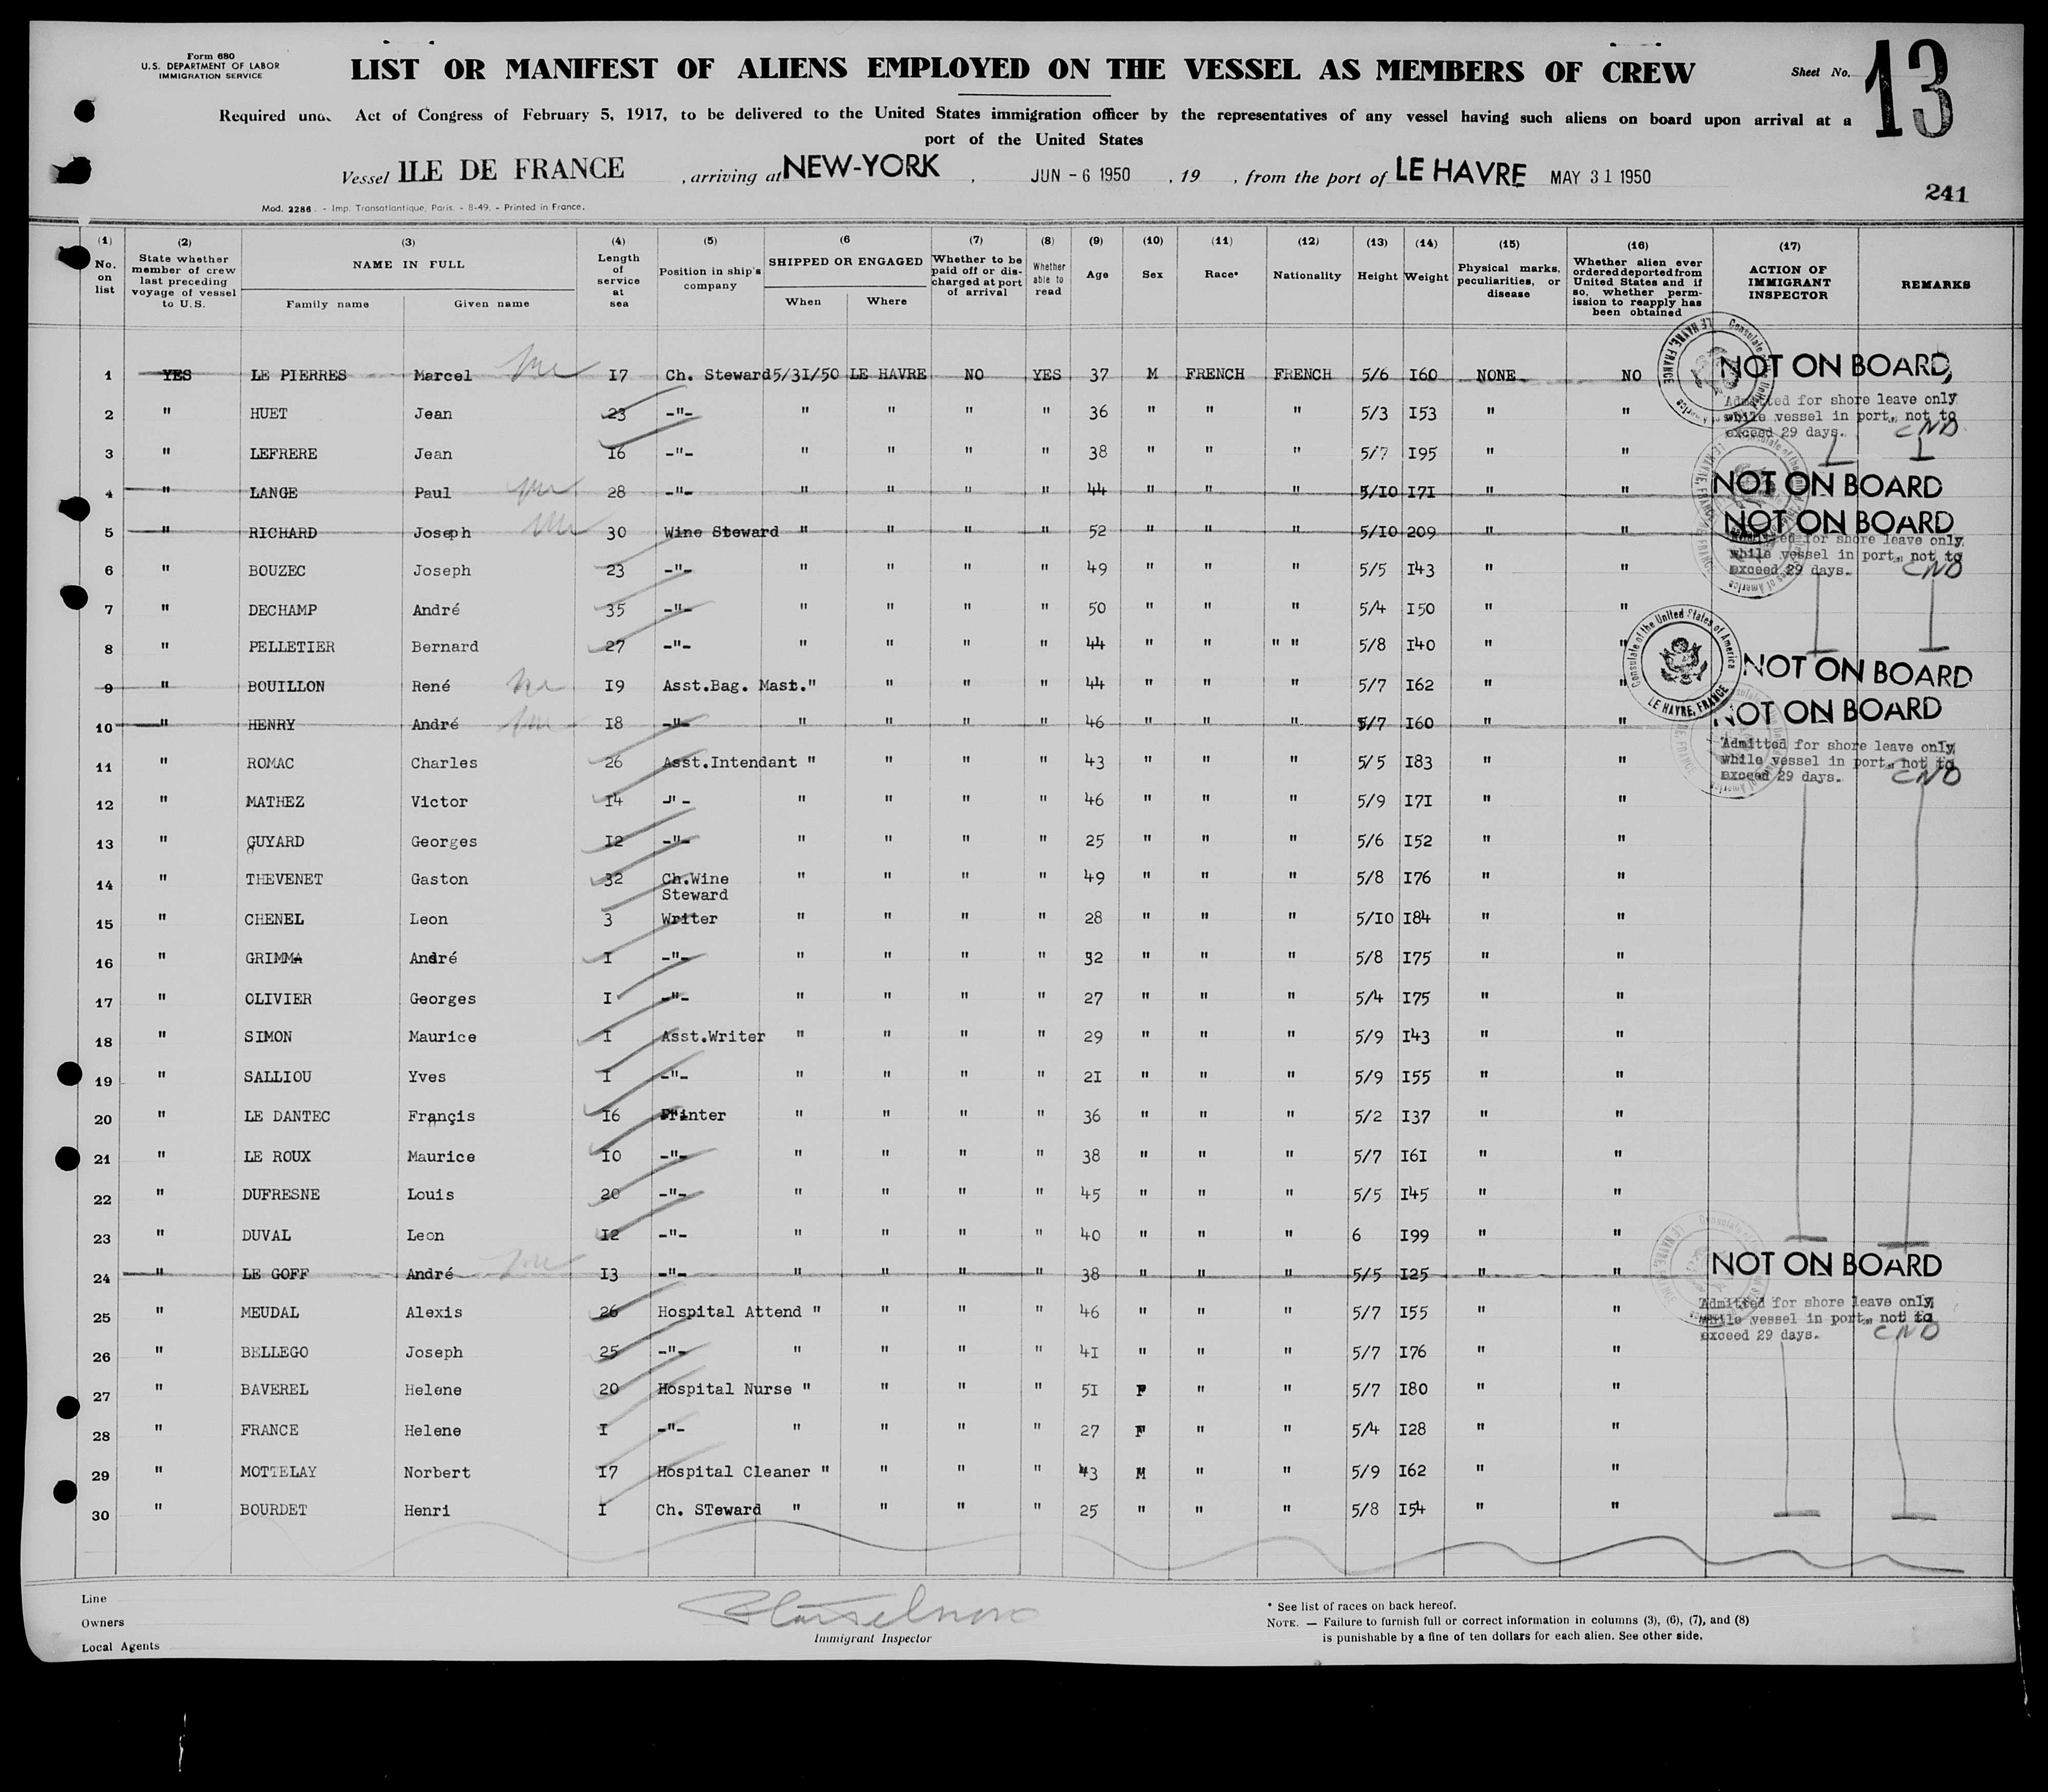 Form 680
U.S. DEPARTMENT OF LABOR
IMMIGRATION SERVICE
LIST OR MANIFEST OF ALIENS EMPLOYED ON THE VESSEL AS MEMBERS OF CREW
Sheet No. 13
Required und Act of Congress of February 5, 1917, to be delivered to the United States immigration officer by the representatives of any vessel having such aliens on board upon arrival at a
port of the United States
Vessel ILE DE FRANCE , arriving at NEW-YORK , JUN - 6 1950 , 19 , from the port of LE HAVRE MAY 31 1950
241
Mod. 2286. - Imp. Transatlantique, Paris. - 8-49. - Printed in France.
(1) No. on list
(2) State whether member of crew last preceding voyage of vessel to U.S.
(3) NAME IN FULL Family name Given name
(4) Length of service at sea
(5) Position in ship's company
(6 SHIPPED OR ENGAGED When Where
(7) Whether to be paid off or discharged at port of arrival
(8) Whether able to read
(9) Age
(10) Sex
(11) Race*
(12) Nationality
(13) Height
(14) Weight
(15) Physical marks, peculiarities, or disease
(16) Whether alien ever ordered deported from United States and if so, whether permission to reapply has been obtained
(17) ACTION OF IMMIGRANT INSPECTOR
REMARKS
1 YES LE PIERRES Marcel 17 Ch. Steward 5/31/50 LE HAVRE NO YES 37 M FRENCH FRENCH 5/6 160 NONE NO NOT ON BOARD
2 " HUET Jean 23 -"- " " " " 36 " " " 5/3 153 " " Admitted for shore leave only while vessel in port, not to exceed 29 days. CND
3 " LEFRERE Jean 16 -"- " " " " 38 " " " 5/7 195 " "
4 " LANGE Paul 28 -"- " " " " 44 " " " 5/10 171 " " NOT ON BOARD
5 " RICHARD Joseph 30 Wine Steward " " " " 52 " " " 5/10 209 " " NOT ON BOARD
6 " BOUZEC Joseph 23 -"- " " " " 49 " " " 5/5 143 " " Admitted for shore leave only while vessel in port, not to exceed 29 days. CND
7 " DECHAMP André 35 -"- " " " " 50 " " " 5/4 150 " "
8 " PELLETIER Bernard 27 -"- " " " " 44 " " " " 5/8 140 " "
9 " BOUILLON René 19 Asst.Bag. Mast. " " " " 44 " " " 5/7 162 " " NOT ON BOARD
10 " HENRY André 18 -"- " " " " 46 " " " 5/7 160 " " NOT ON BOARD
11 " ROMAC Charles 26 Asst.Intendant " " " " 43 " " " 5/5 183 " " Admitted for shore leave only while vessel in port, not to exceed 29 days. CND
12 " MATHEZ Victor 14 -"- " " " " 46 " " " 5/9 171 " "
13 " GUYARD Georges 12 -"- " " " " 25 " " " 5/6 152 " "
14 " THEVENET Gaston 32 Ch.Wine Steward " " " " 49 " " " 5/8 176 " "
15 " CHENEL Leon 3 Writer " " " " 28 " " " 5/10 184 " "
16 " GRIMMA André 1 -"- " " " " 32 " " " 5/8 175 " "
17 " OLIVIER Georges 1 -"- " " " " 27 " " " 5/4 175 " "
18 " SIMON Maurice 1 Asst.Writer " " " " 29 " " " 5/9 143 " "
19 " SALLIOU Yves 1 -"- " " " " 21 " " " 5/9 155 " "
20 " LE DANTEC Françis 16 Printer " " " " 36 " " " 5/2 137 " "
21 " LE ROUX Maurice 10 -"- " " " " 38 " " " 5/7 161 " "
22 " DUFRESNE Louis 20 -"- " " " " 45 " " " 5/5 145 " "
23 " DUVAL Leon 12 -"- " " " " 40 " " " 6 199 " "
24 " LE GOFF André 13 -"- " " " " 38 " " " 5/5 125 " " NOT ON BOARD
25 " MEUDAL Alexis 26 Hospital Attend " " " " 46 " " " 5/7 155 " " Admitted for shore leave only while vessel in port, not to exceed 29 days. CND
26 " BELLEGO Joseph 25 -"- " " " " 41 " " " 5/7 176 " "
27 " BAVEREL Helene 20 Hospital Nurse " " " " 51 F " " 5/7 180 " "
28 " FRANCE Helene 1 -"- " " " " 27 F " " 5/4 128 " "
29 " MOTTELAY Norbert 17 Hospital Cleaner " " " " 43 M " " 5/9 162 " "
30 " BOURDET Henri 1 Ch. STeward " " " " 25 " " " 5/8 154 " "
Consulate of the United States of America
LE HAVRE, FRANCE
Line
Owners
Local Agents
Immigrant Inspector
* See list of races on back hereof.
NOTE. — Failure to furnish full or correct information in columns (3), (6), (7), and (8)
is punishable by a fine of ten dollars for each alien. See other side.